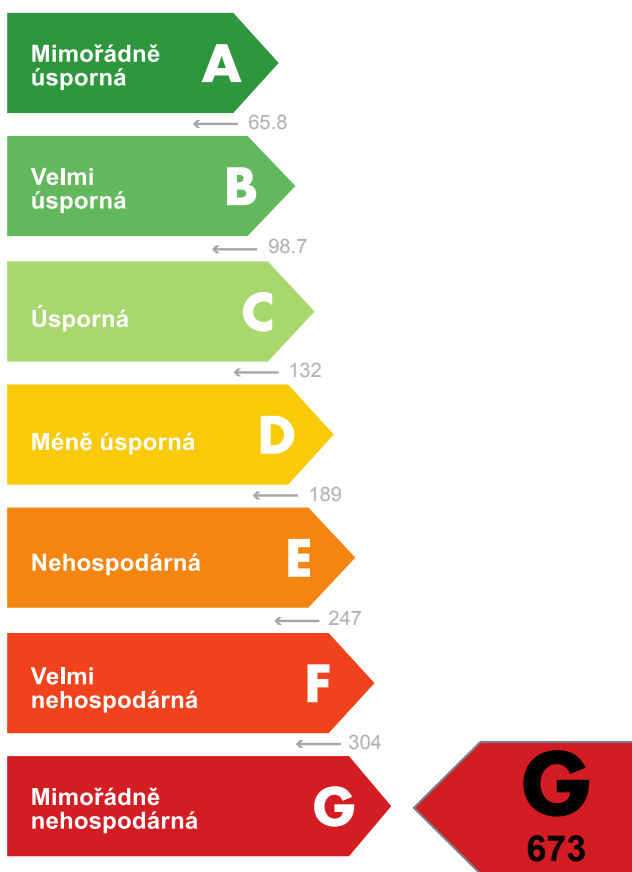 Mimořádně
úsporná
A
← 65.8
Velmi
úsporná
B
← 98.7
Úsporná
C
← 132
Méně úsporná
D
← 189
Nehospodárná
E
← 247
Velmi
nehospodárná
F
← 304
Mimořádně
nehospodárná
G
G
673